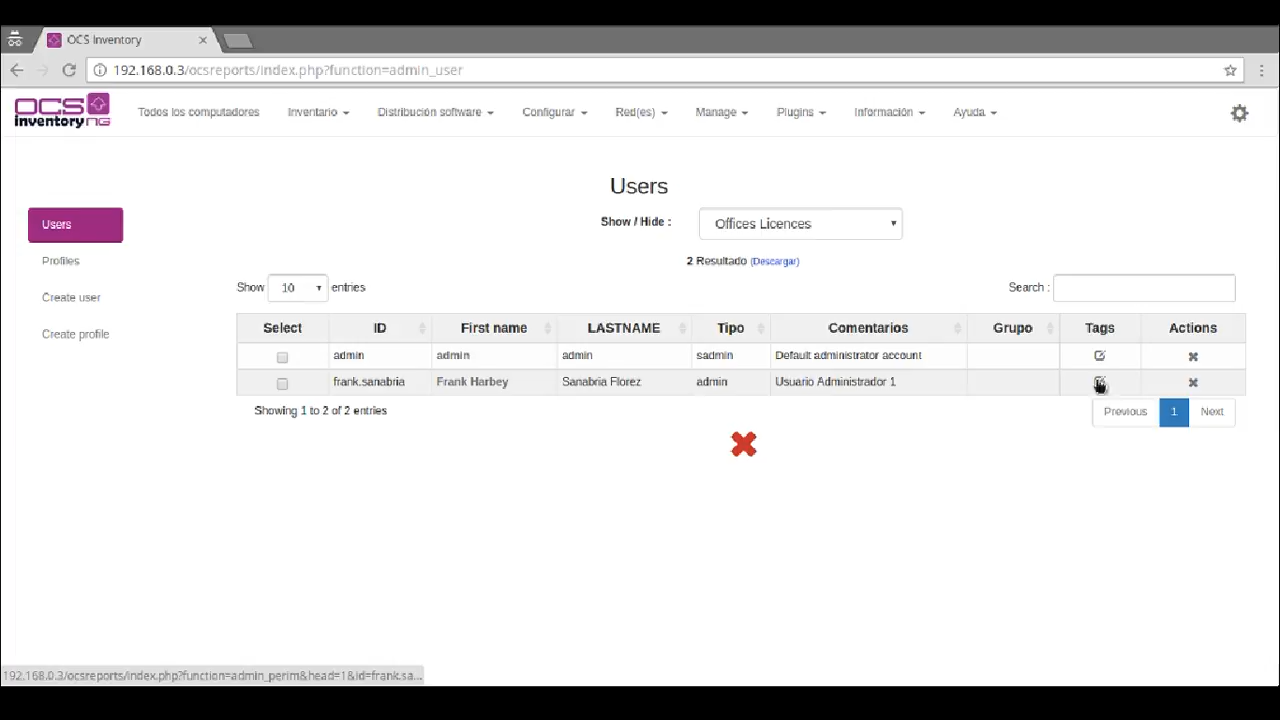 OCS Inventory
192.168.0.3/ocsreports/index.php?function=admin_user
OCS
inventory NG
Todos los computadores Inventario Distribución software Configurar Red(es) Manage Plugins Información Ayuda
Users
Show / Hide : Offices Licences
Users
Profiles
Create user
Create profile
2 Resultado (Descargar)
Show 10 entries Search :
Select ID First name LASTNAME Tipo Comentarios Grupo Tags Actions
admin admin admin sadmin Default administrator account
frank.sanabria Frank Harbey Sanabria Florez admin Usuario Administrador 1
Showing 1 to 2 of 2 entries Previous 1 Next
192.168.0.3/ocsreports/index.php?function=admin_perim&head=1&id=frank.sa...